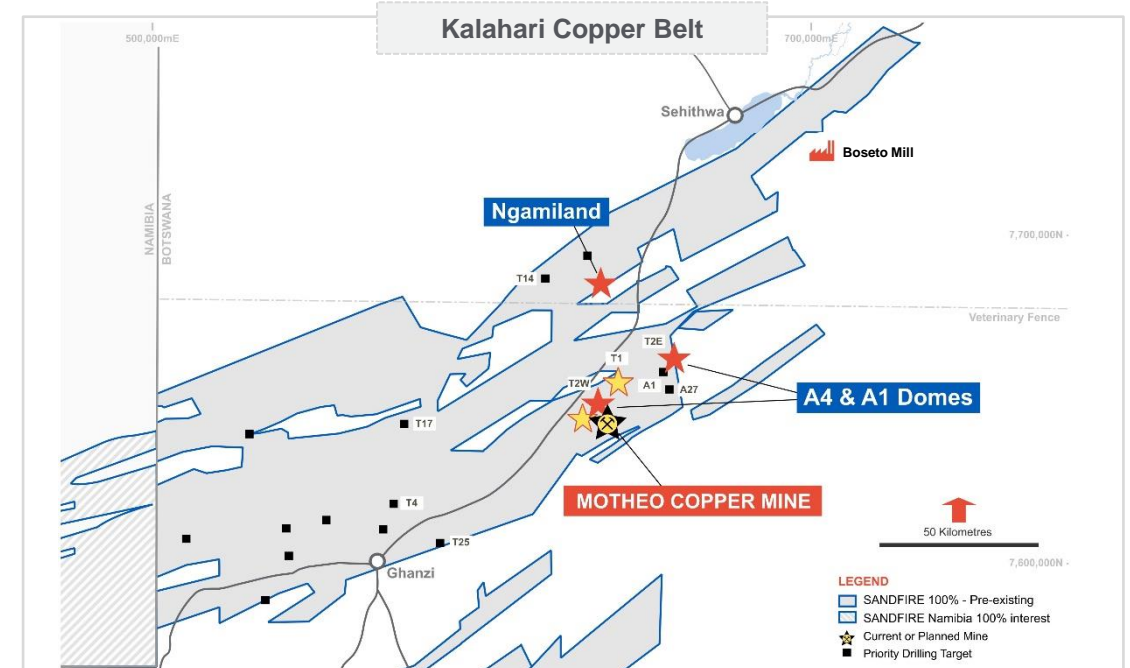 Kalahari Copper Belt
500,000mE
700,000mE
Sehithwa
Boseto Mill
NAMIBIA
BOTSWANA
Ngamiland
7,700,000N -
T14
Veterinary Fence
T2E
T1
T2W
A1
A27
A4 & A1 Domes
T17
MOTHEO COPPER MINE
T4
50 Kilometres
T25
7,600,000N -
Ghanzi
LEGEND
SANDFIRE 100% - Pre-existing
SANDFIRE Namibia 100% interest
Current or Planned Mine
Priority Drilling Target